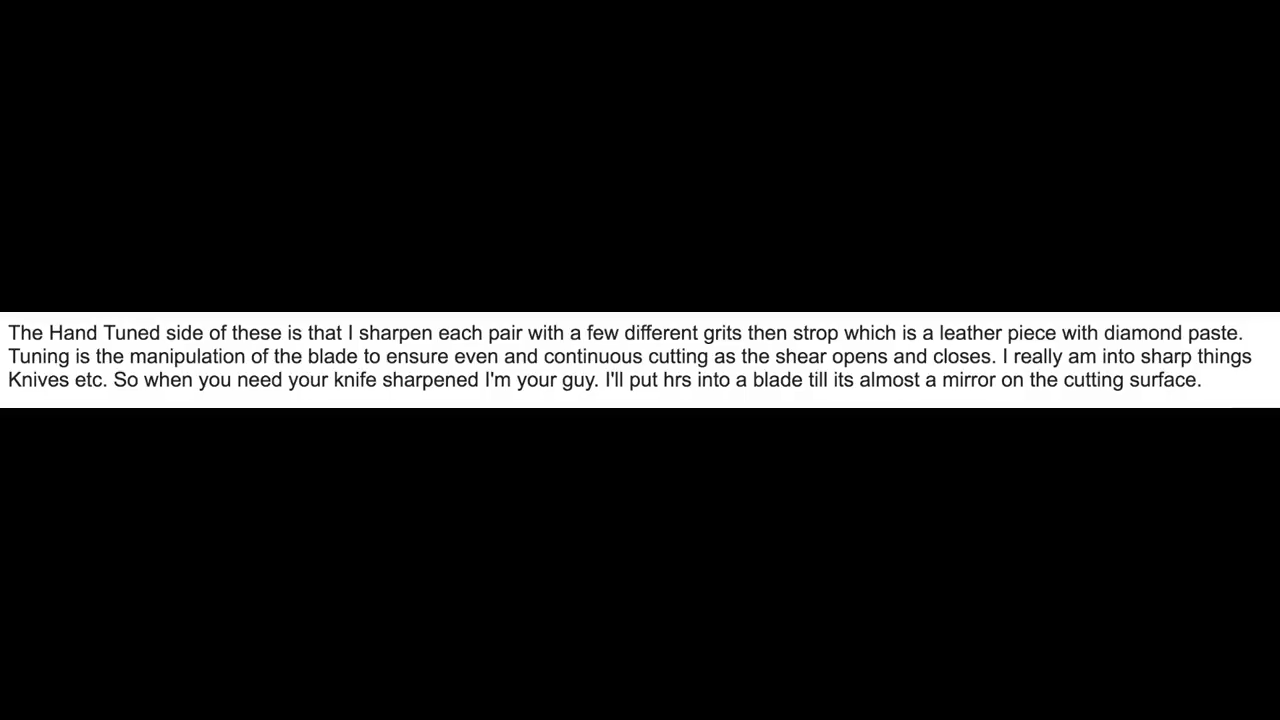 The Hand Tuned side of these is that I sharpen each pair with a few different grits then strop which is a leather piece with diamond paste.
Tuning is the manipulation of the blade to ensure even and continuous cutting as the shear opens and closes. I really am into sharp things
Knives etc. So when you need your knife sharpened I'm your guy. I'll put hrs into a blade till its almost a mirror on the cutting surface.